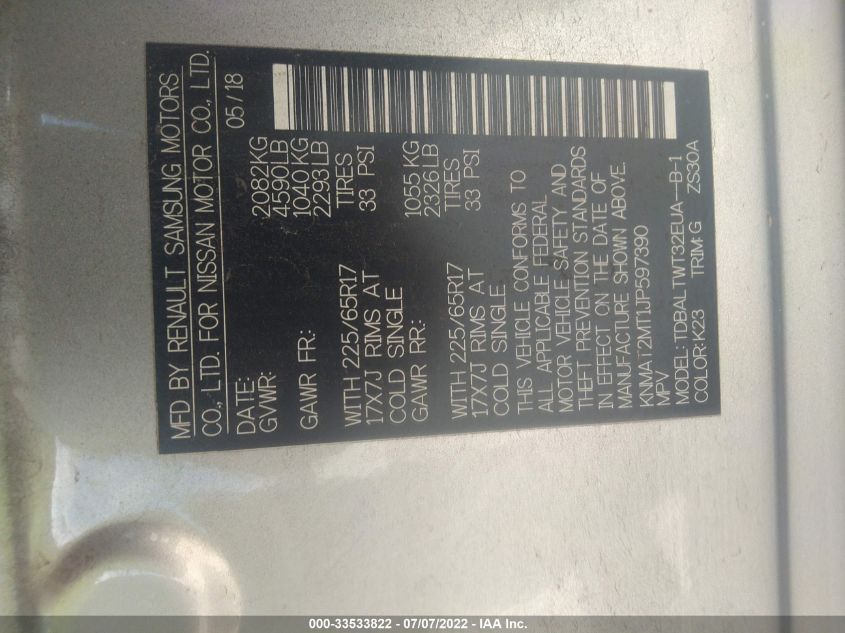 MFD BY RENAULT SAMSUNG MOTORS
CO., LTD. FOR NISSAN MOTOR CO., LTD.
DATE: 05/18
GVWR: 2082KG
4590LB
GAWR FR: 1040KG
2293LB
WITH 225/65R17 TIRES
17X7J RIMS AT 33 PSI
COLD SINGLE
GAWR RR: 1055 KG
2326LB
WITH 225/65R17 TIRES
17X7J RIMS AT 33 PSI
COLD SINGLE.
THIS VEHICLE CONFORMS TO
ALL APPLICABLE FEDERAL
MOTOR VEHICLE SAFETY AND
THEFT PREVENTION STANDARDS
IN EFFECT ON THE DATE OF
MANUFACTURE SHOWN ABOVE.
KNMAT2MT1JP597390
MPV
MODEL: TDBALTWT32EUA--B-1
COLOR: K23 TRIM: G ZS30A
000-33533822 - 07/07/2022 - IAA Inc.